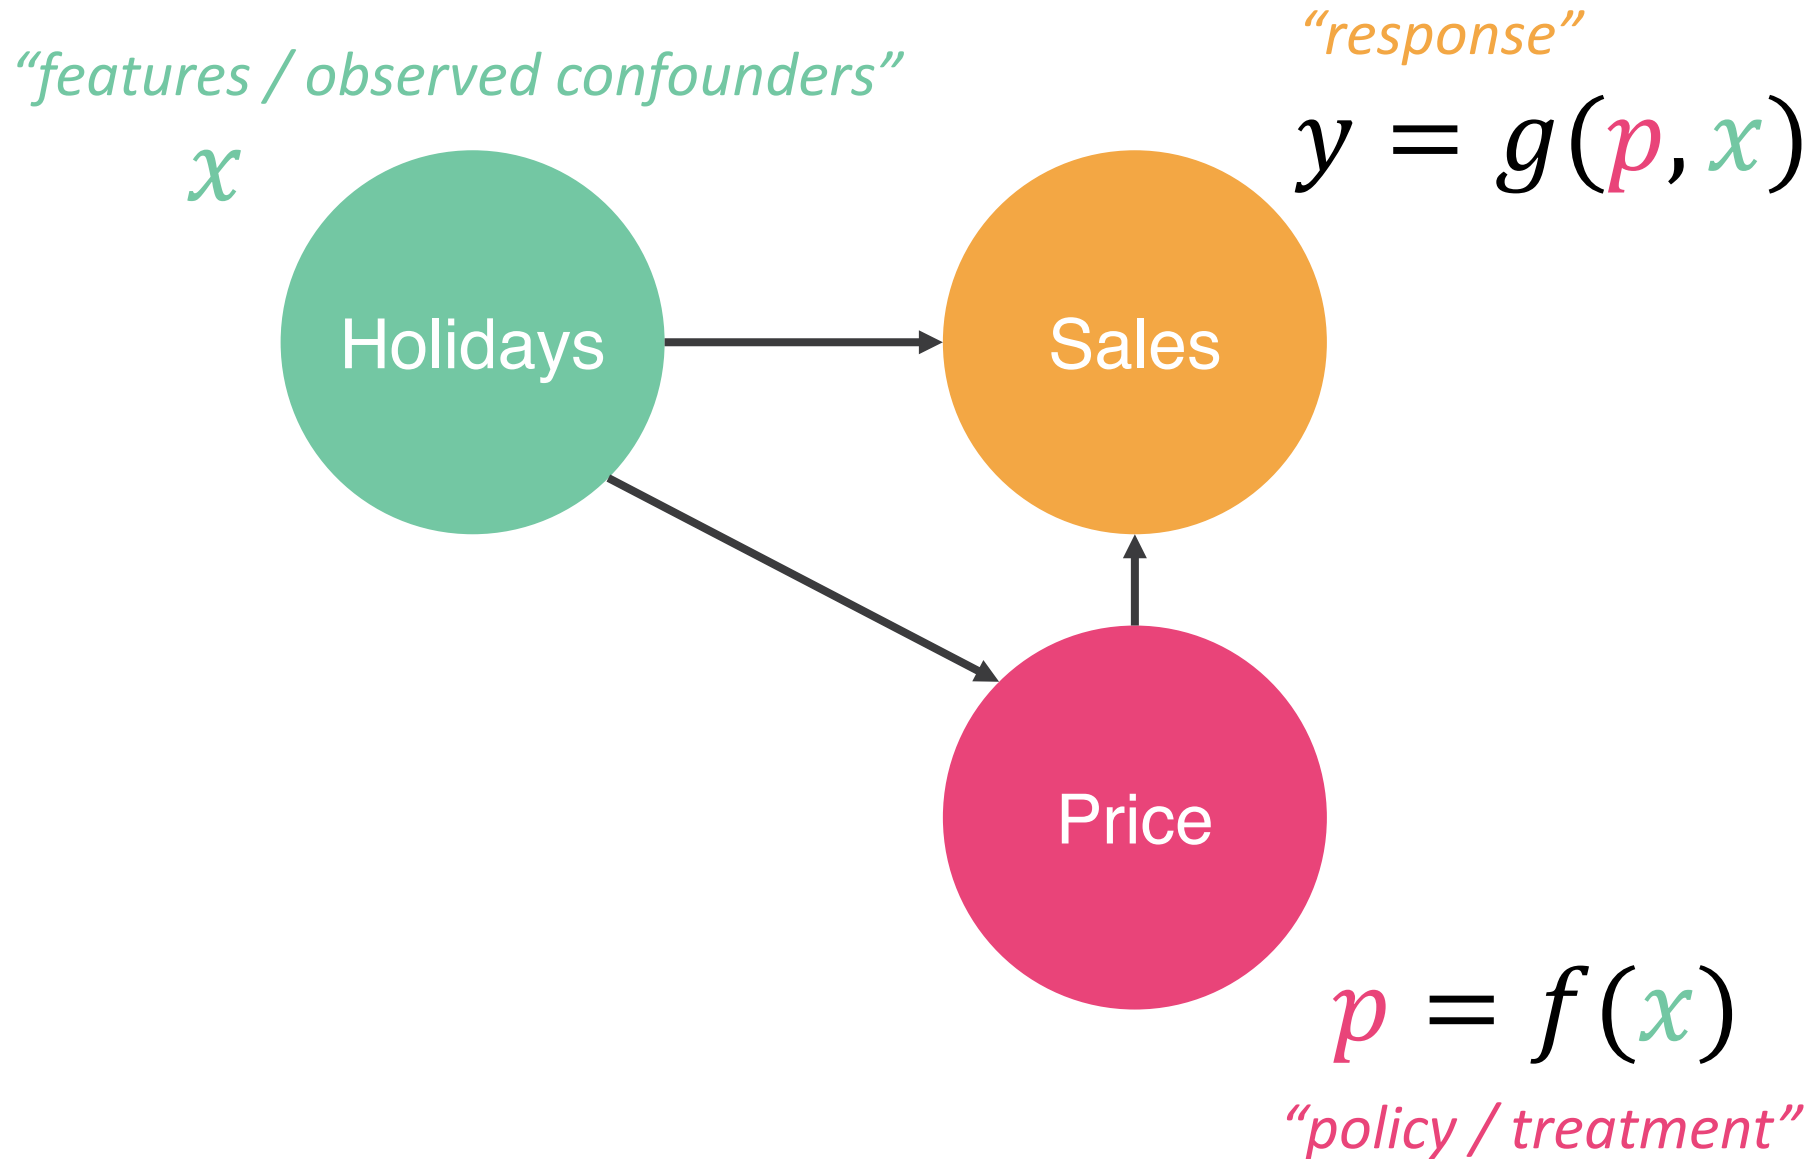 “response”
“features / observed confounders”
y = g(p, x)
x
Holidays
Sales
Price
p = f(x)
“policy / treatment”